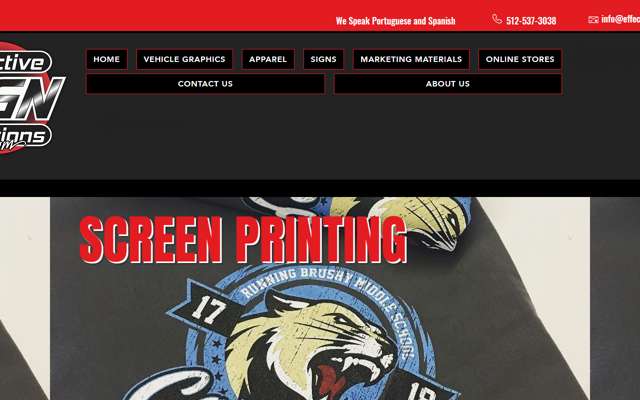 We Speak Portuguese and Spanish
512-537-3038
HOME
VEHICLE GRAPHICS
APPAREL
SIGNS
MARKETING MATERIALS
ONLINE STORES
CONTACT US
ABOUT US
SCREEN PRINTING
RUNNING BRUSHY MIDDLE SCHOOL
17
18